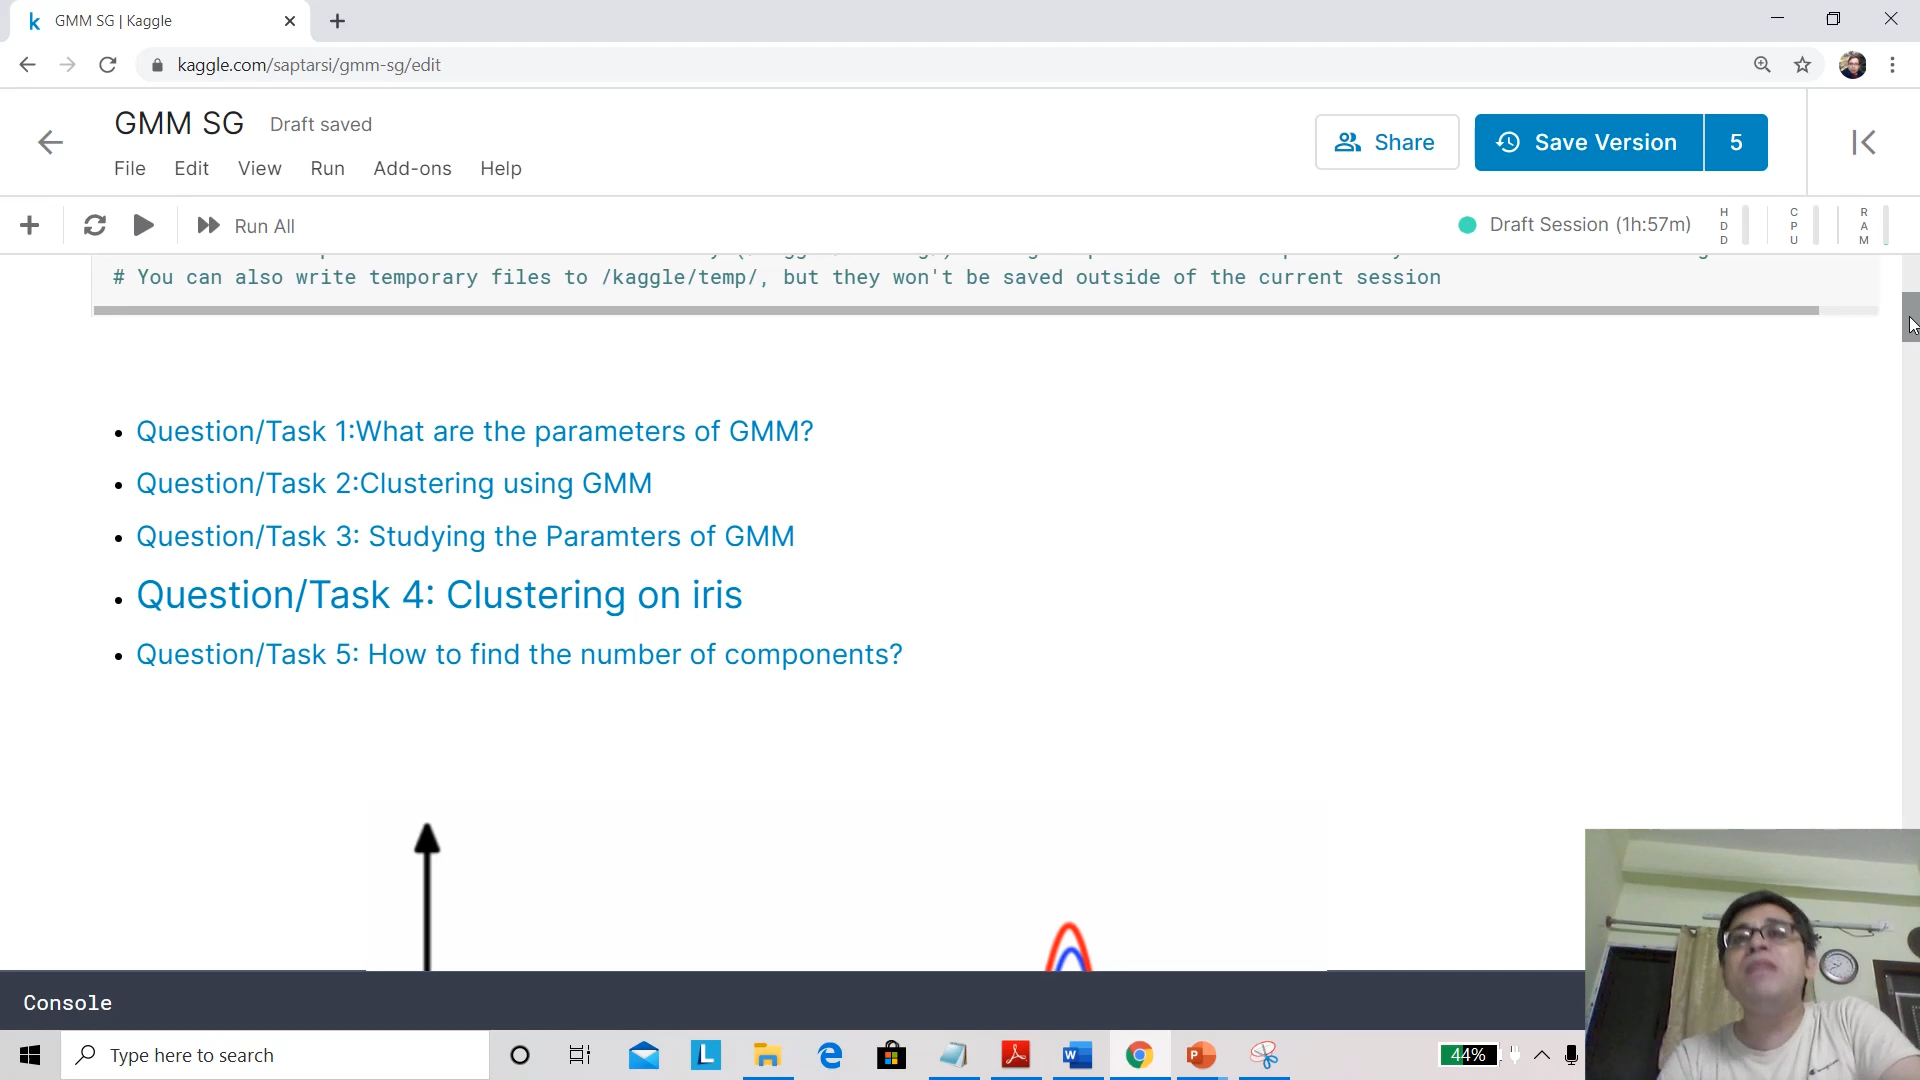 GMM SG | Kaggle
kaggle.com/saptarsi/gmm-sg/edit
GMM SG Draft saved
Share
Save Version 5
File Edit View Run Add-ons Help
Run All
Draft Session (1h:57m)
HDD
CPU
RAM
# You can also write temporary files to /kaggle/temp/, but they won't be saved outside of the current session
• Question/Task 1:What are the parameters of GMM?
• Question/Task 2:Clustering using GMM
• Question/Task 3: Studying the Paramters of GMM
• Question/Task 4: Clustering on iris
• Question/Task 5: How to find the number of components?
Console
Type here to search
44%